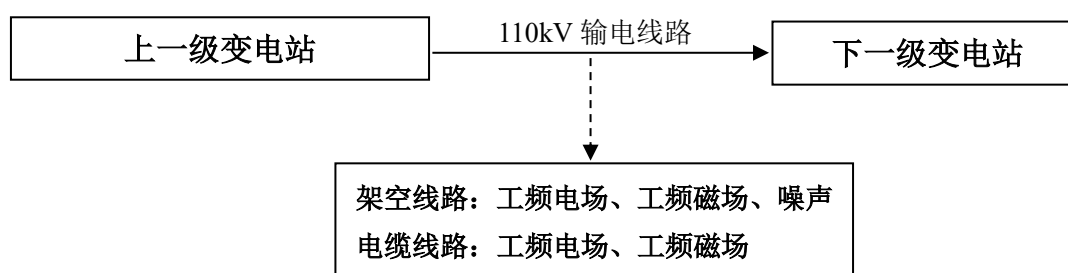 110kV 输电线路
上一级变电站
下一级变电站
架空线路：工频电场、工频磁场、噪声
电缆线路：工频电场、工频磁场